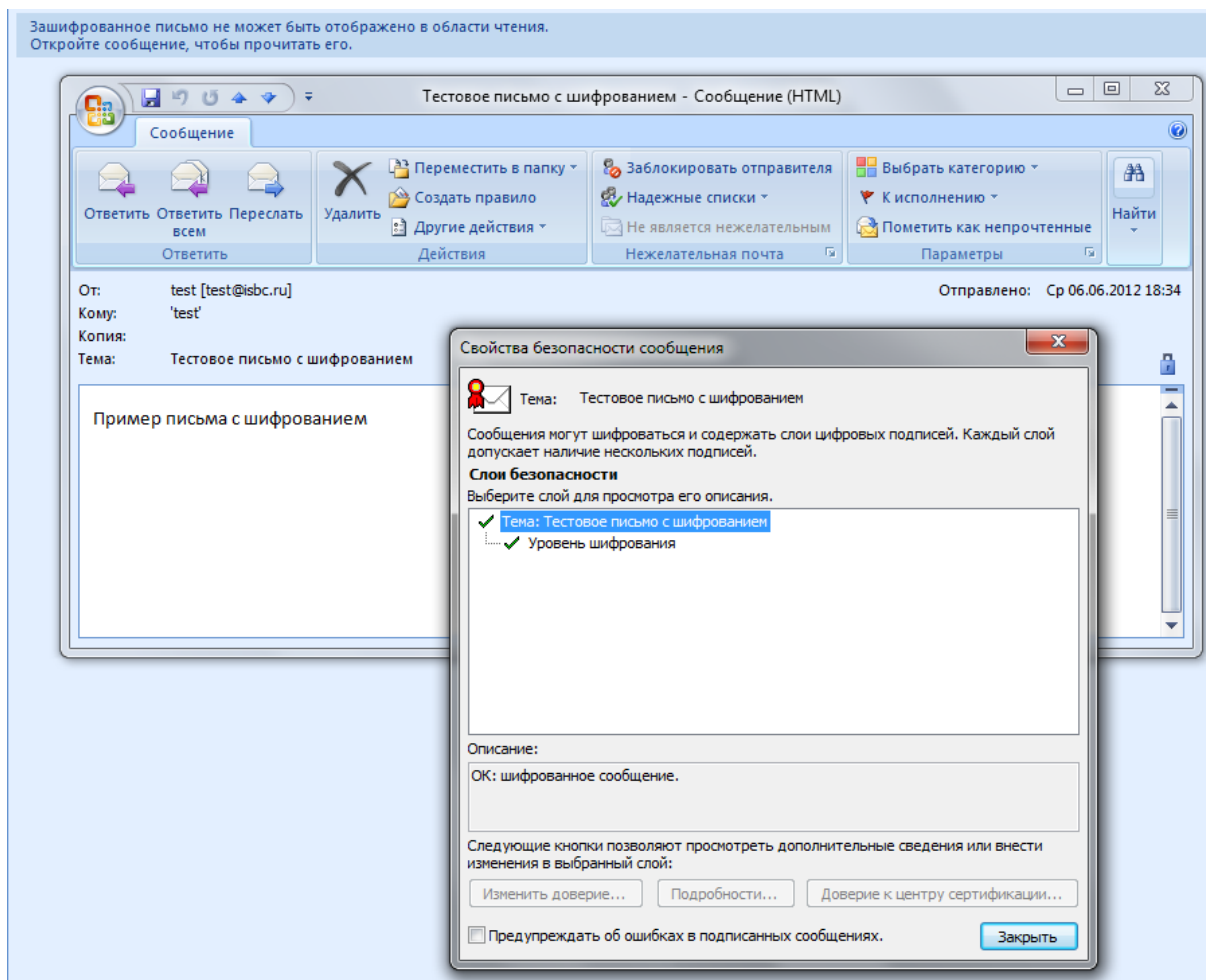 Зашифрованное письмо не может быть отображено в области чтения.
Откройте сообщение, чтобы прочитать его.
Тестовое письмо с шифрованием - Сообщение (HTML)
Сообщение
Ответить
Ответить всем
Переслать
Ответить
Удалить
Переместить в папку
Создать правило
Другие действия
Действия
Заблокировать отправителя
Надежные списки
Не является нежелательным
Нежелательная почта
Выбрать категорию
К исполнению
Пометить как непрочтенные
Параметры
Найти
От: test [test@isbc.ru]
Отправлено: Ср 06.06.2012 18:34
Кому: 'test'
Копия:
Тема: Тестовое письмо с шифрованием
Пример письма с шифрованием
Свойства безопасности сообщения
Тема: Тестовое письмо с шифрованием
Сообщения могут шифроваться и содержать слои цифровых подписей. Каждый слой
допускает наличие нескольких подписей.
Слои безопасности
Выберите слой для просмотра его описания.
Тема: Тестовое письмо с шифрованием
Уровень шифрования
Описание:
ОК: шифрованное сообщение.
Следующие кнопки позволяют просмотреть дополнительные сведения или внести
изменения в выбранный слой:
Изменить доверие...
Подробности...
Доверие к центру сертификации...
Предупреждать об ошибках в подписанных сообщениях.
Закрыть